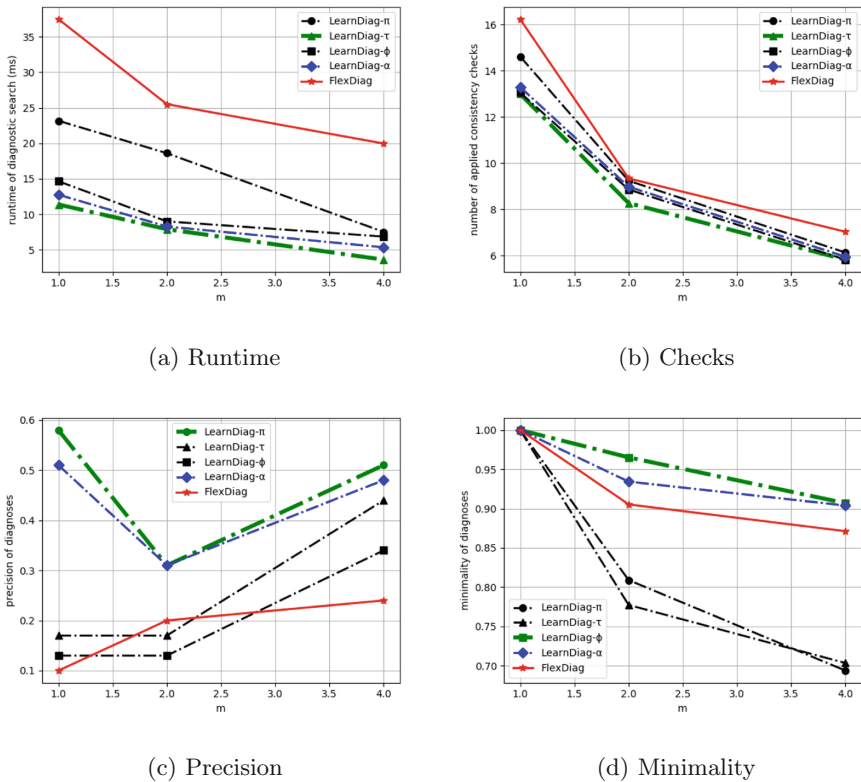 runtime of diagnostic search (ms)
35
30
25
20
15
10
5
1.0 1.5 2.0 2.5 3.0 3.5 4.0
m
LearnDiag-π
LearnDiag-τ
LearnDiag-ϕ
LearnDiag-α
FlexDiag
(a) Runtime
number of applied consistency checks
16
14
12
10
8
6
1.0 1.5 2.0 2.5 3.0 3.5 4.0
m
LearnDiag-π
LearnDiag-τ
LearnDiag-ϕ
LearnDiag-α
FlexDiag
(b) Checks
precision of diagnoses
0.6
0.5
0.4
0.3
0.2
0.1
1.0 1.5 2.0 2.5 3.0 3.5 4.0
m
LearnDiag-π
LearnDiag-τ
LearnDiag-ϕ
LearnDiag-α
FlexDiag
(c) Precision
minimality of diagnoses
1.00
0.95
0.90
0.85
0.80
0.75
0.70
1.0 1.5 2.0 2.5 3.0 3.5 4.0
m
LearnDiag-π
LearnDiag-τ
LearnDiag-ϕ
LearnDiag-α
FlexDiag
(d) Minimality